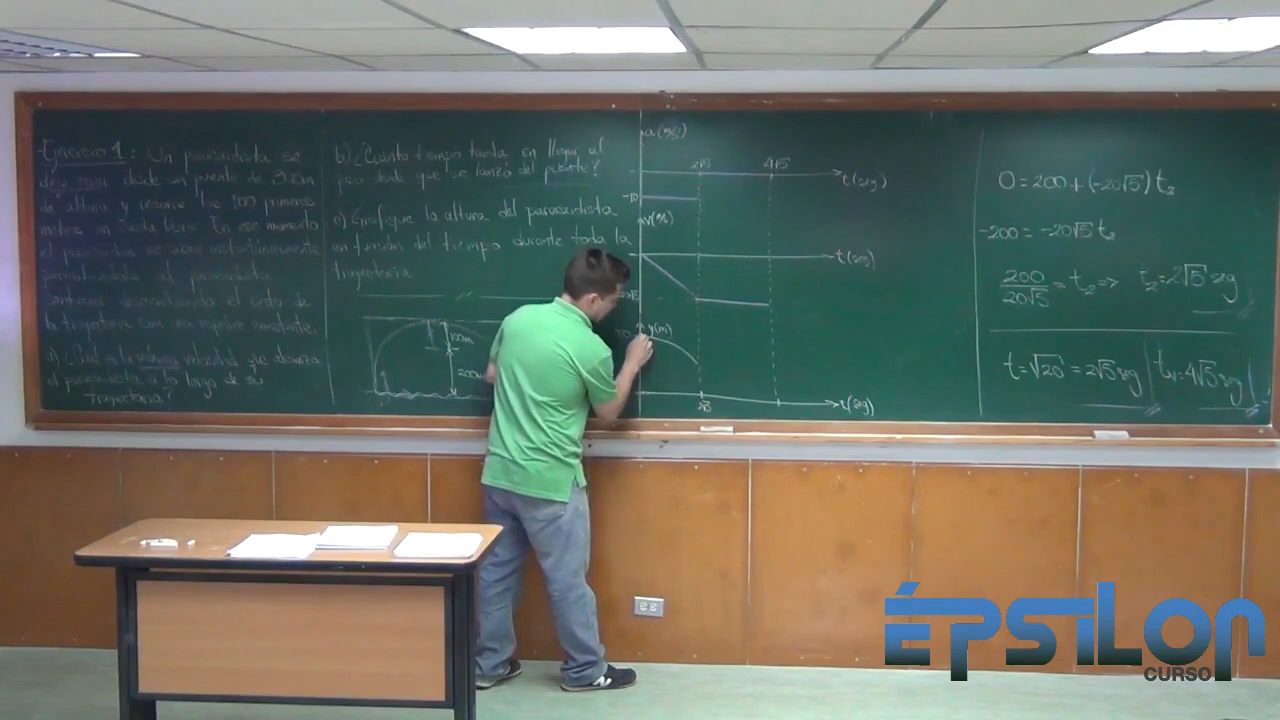 Ejercicio 1: Un paracaidista se
deja caer desde un puente de 300m
de altura y recorre los 100 primeros
metros en caída libre. En ese momento
el paracaídas se abre instantáneamente
permitiéndole al paracaidista
entonces descender el resto de
la trayectoria con una rapidez constante.
a) ¿Cuál es la máxima velocidad que alcanza
el paracaidista a lo largo de su
trayectoria?
b) ¿Cuánto tiempo tarda en llegar al
piso desde que se lanzó del puente?
c) Grafique la altura del paracaidista
en función del tiempo durante toda la
trayectoria
100m
200m
a(m/s²)
2√5
4√5
t(seg)
-10
v(m/s)
t(seg)
y(m)
2√5
t(seg)
0=200+(-20√5)t₂
-200=-20√5 t₂
200/20√5 = t₂ => t₂=2√5 seg
t=√20=2√5 seg
=4√5 seg
ÉPSILON
CURSO